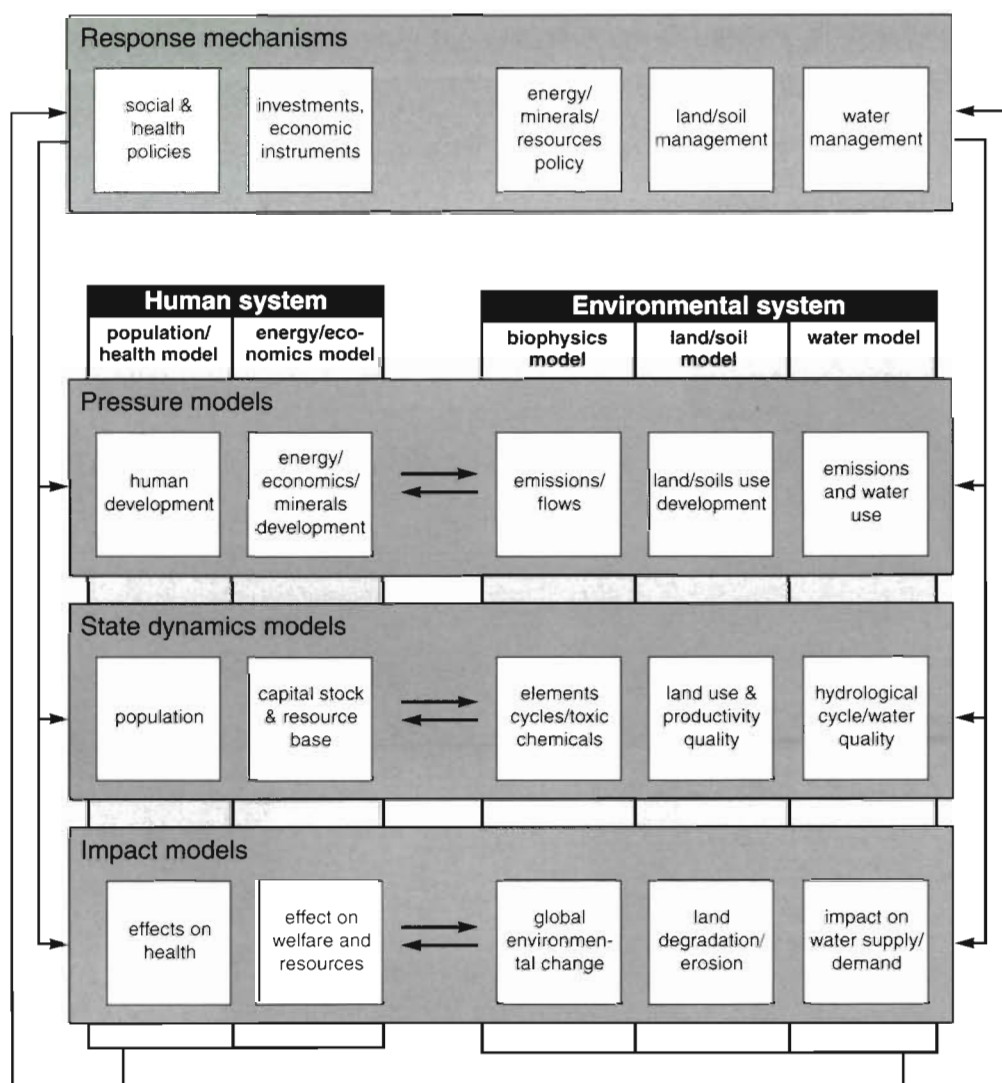 Response mechanisms
social &
health
policies
investments,
economic
instruments
energy/
minerals/
resources
policy
land/soil
management
water
management
Human system
population/
health model
energy/eco-
nomics model
Environmental system
biophysics
model
land/soil
model
water model
Pressure models
human
development
energy/
economics/
minerals
development
emissions/
flows
land/soils use
development
emissions
and water
use
State dynamics models
population
capital stock
& resource
base
elements
cycles/toxic
chemicals
land use &
productivity
quality
hydrological
cycle/water
quality
Impact models
effects on
health
effect on
welfare and
resources
global
environmen-
tal change
land
degradation/
erosion
impact on
water supply/
demand